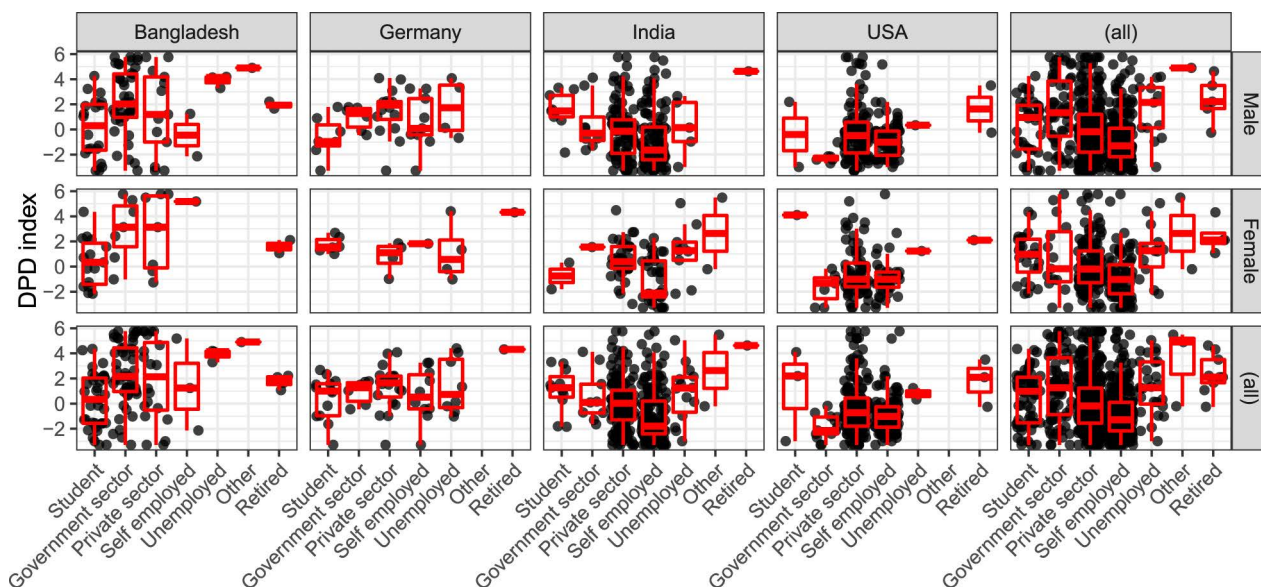 Bangladesh Germany India USA (all)
6
4
2
0
−2
Male
6
4
2
0
−2
Female
DPD index
6
4
2
0
−2
(all)
Student Government sector Private sector Self employed Unemployed Other Retired
Student Government sector Private sector Self employed Unemployed Other Retired
Student Government sector Private sector Self employed Unemployed Other Retired
Student Government sector Private sector Self employed Unemployed Other Retired
Student Government sector Private sector Self employed Unemployed Other Retired